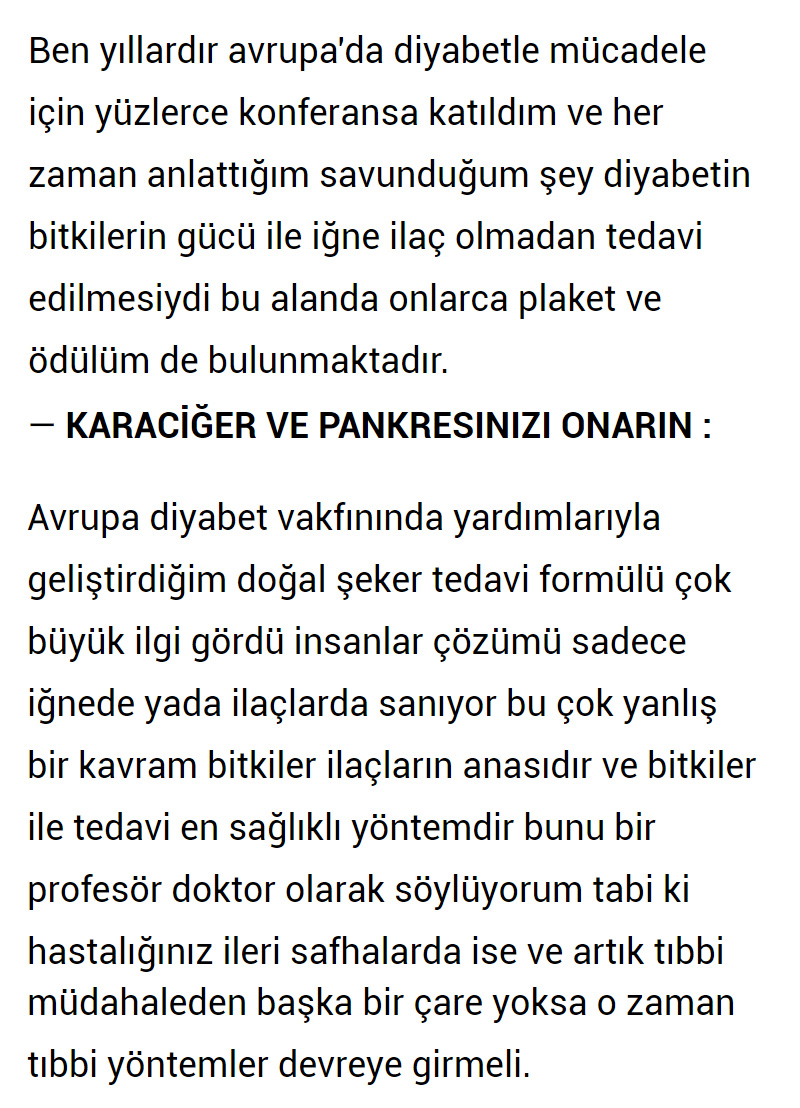 Ben yıllardır avrupa'da diyabetle mücadele
için yüzlerce konferansa katıldım ve her
zaman anlattığım savunduğum şey diyabetin
bitkilerin gücü ile iğne ilaç olmadan tedavi
edilmesiydi bu alanda onlarca plaket ve
ödülüm de bulunmaktadır.
— KARACİĞER VE PANKRESINIZI ONARIN :
Avrupa diyabet vakfınında yardımlarıyla
geliştirdiğim doğal şeker tedavi formülü çok
büyük ilgi gördü insanlar çözümü sadece
iğnede yada ilaçlarda sanıyor bu çok yanlış
bir kavram bitkiler ilaçların anasıdır ve bitkiler
ile tedavi en sağlıklı yöntemdir bunu bir
profesör doktor olarak söylüyorum tabi ki
hastalığınız ileri safhalarda ise ve artık tıbbi
müdahaleden başka bir çare yoksa o zaman
tıbbi yöntemler devreye girmeli.